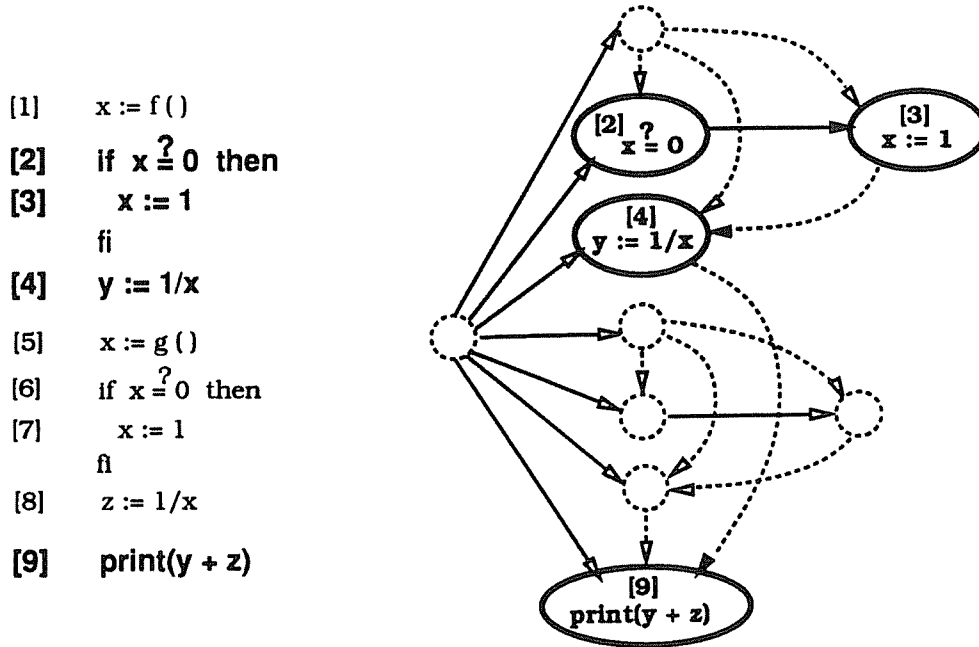 [1] x := f ( )
[2] if x ?= 0 then
[3] x := 1
fi
[4] y := 1/x
[5] x := g ( )
[6] if x ?= 0 then
[7] x := 1
fi
[8] z := 1/x
[9] print(y + z)
[2] x ?= 0
[3]
x := 1
[4]
y := 1/x
[9]
print(y + z)